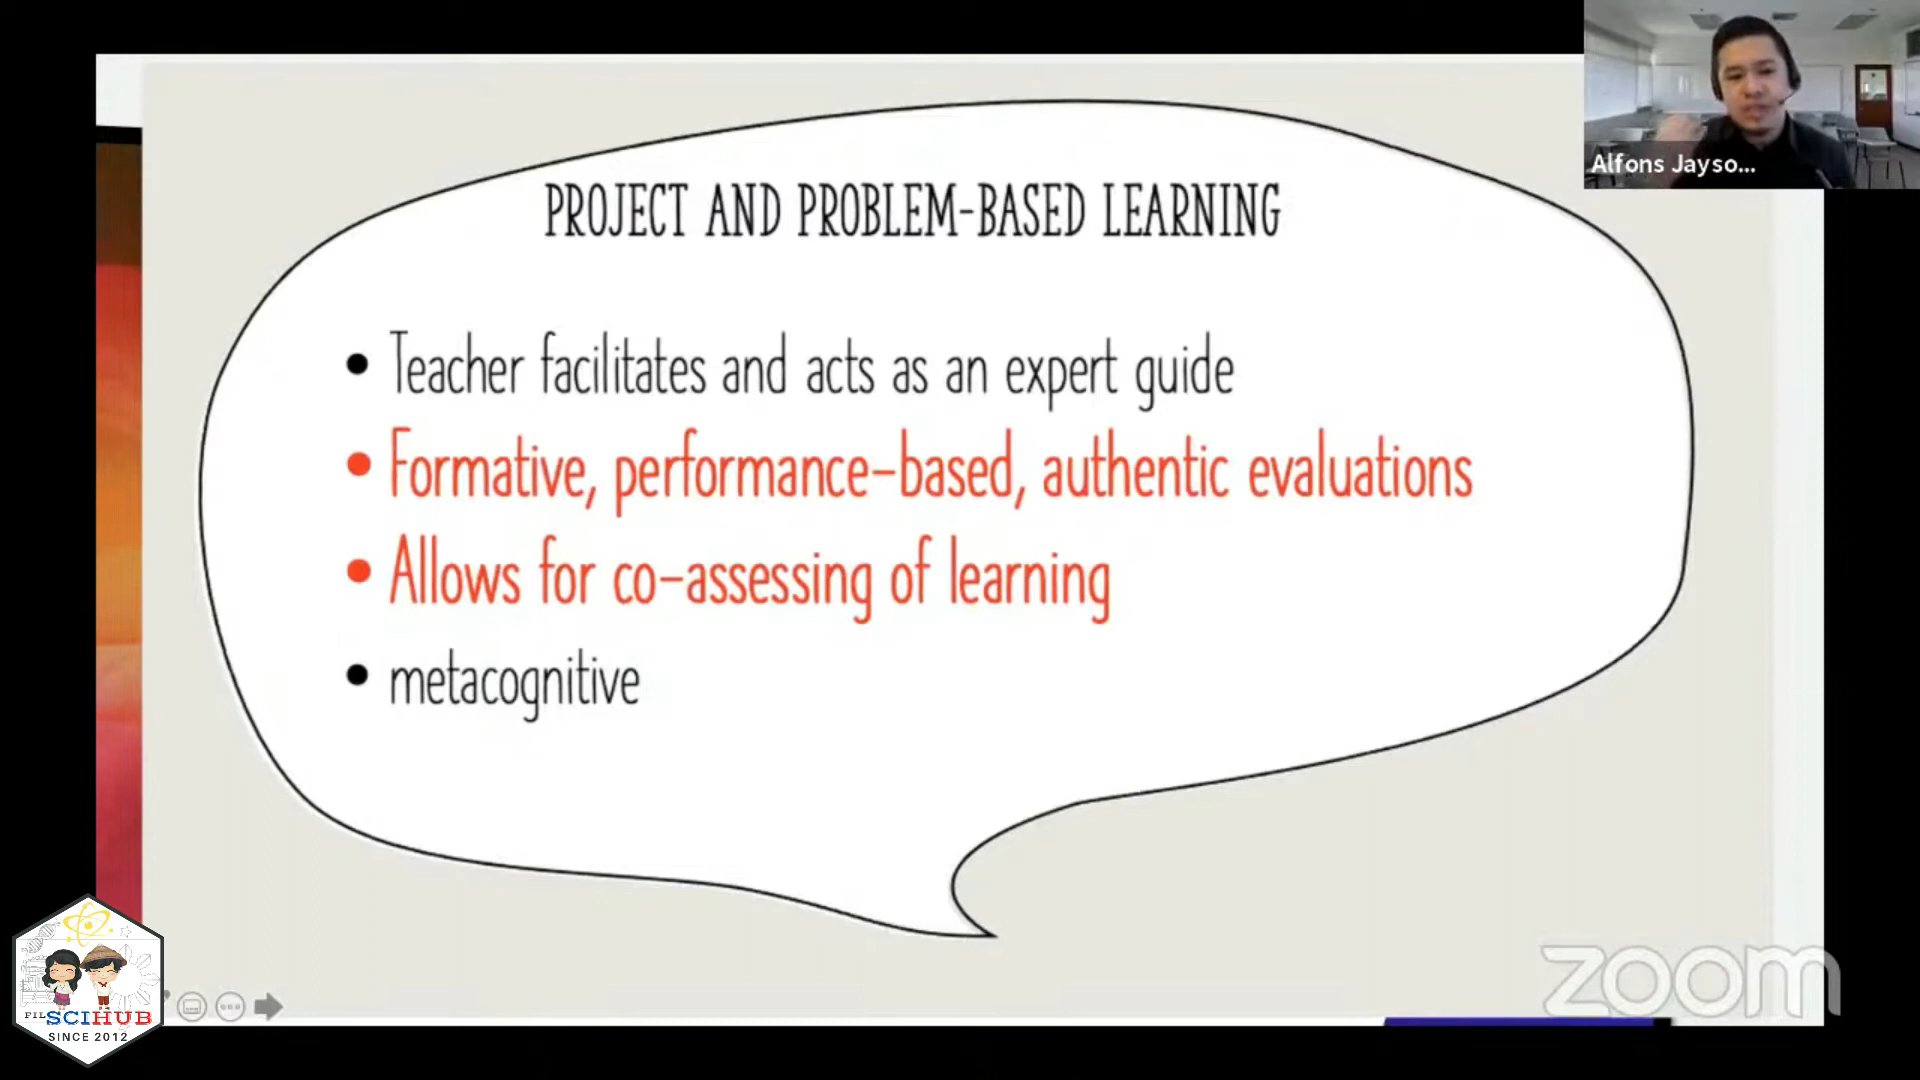 Alfons Jayso...
PROJECT AND PROBLEM-BASED LEARNING
• Teacher facilitates and acts as an expert guide
• Formative, performance-based, authentic evaluations
• Allows for co-assessing of learning
• metacognitive
zoom
FIL SCIHUB
SINCE 2012